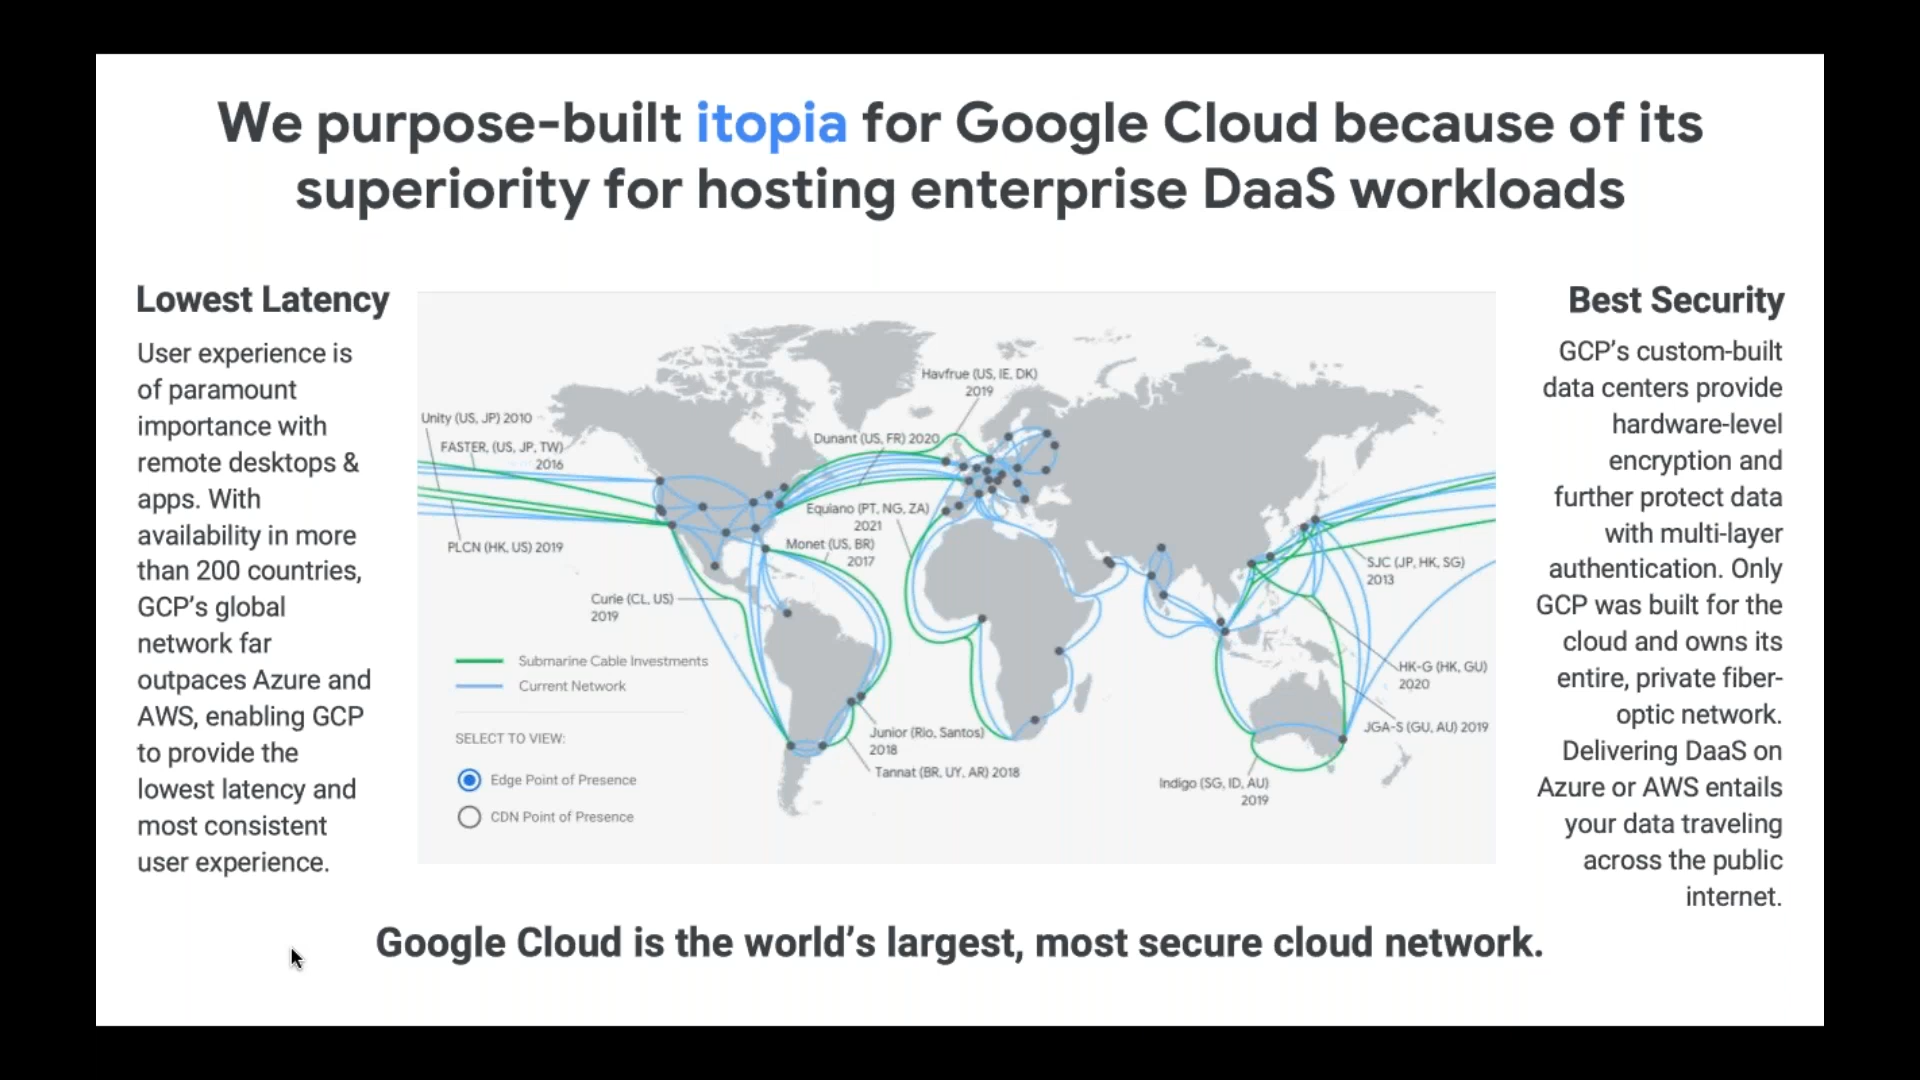 We purpose-built itopia for Google Cloud because of its
superiority for hosting enterprise DaaS workloads
Lowest Latency
User experience is
of paramount
importance with
remote desktops &
apps. With
availability in more
than 200 countries,
GCP’s global
network far
outpaces Azure and
AWS, enabling GCP
to provide the
lowest latency and
most consistent
user experience.
Unity (US, JP) 2010
FASTER, (US, JP, TW)
2016
PLCN (HK, US) 2019
Havfrue (US, IE, DK)
2019
Dunant (US, FR) 2020
Equiano (PT, NG, ZA)
2021
Monet (US, BR)
2017
Curie (CL, US)
2019
Submarine Cable Investments
Current Network
SELECT TO VIEW:
Edge Point of Presence
CDN Point of Presence
Junior (Rio, Santos)
2018
Tannat (BR, UY, AR) 2018
SJC (JP, HK, SG)
2013
HK-G (HK, GU)
2020
JGA-S (GU, AU) 2019
Indigo (SG, ID, AU)
2019
Best Security
GCP’s custom-built
data centers provide
hardware-level
encryption and
further protect data
with multi-layer
authentication. Only
GCP was built for the
cloud and owns its
entire, private fiber-
optic network.
Delivering DaaS on
Azure or AWS entails
your data traveling
across the public
internet.
Google Cloud is the world’s largest, most secure cloud network.